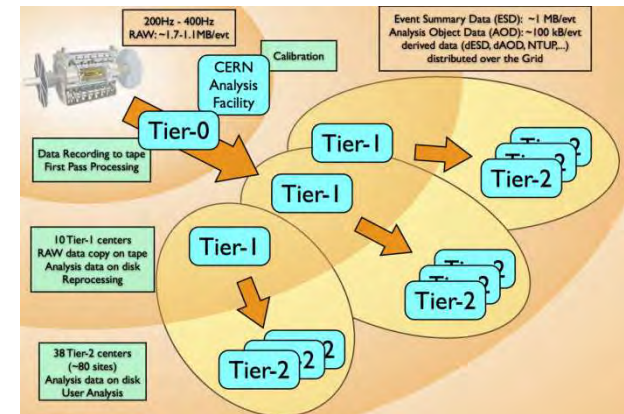 200Hz - 400Hz
RAW: ~1.7-1.1MB/evt
Calibration
Event Summary Data (ESD): ~1 MB/evt
Analysis Object Data (AOD): ~100 kB/evt
derived data (dESD, dAOD, NTUP,...)
distributed over the Grid
CERN
Analysis
Facility
Tier-0
Data Recording to tape
First Pass Processing
Tier-1
Tier-2
Tier-1
Tier-1
10 Tier-1 centers
RAW data copy on tape
Analysis data on disk
Reprocessing
Tier-2
38 Tier-2 centers
(~80 sites)
Analysis data on disk
User Analysis
Tier-2